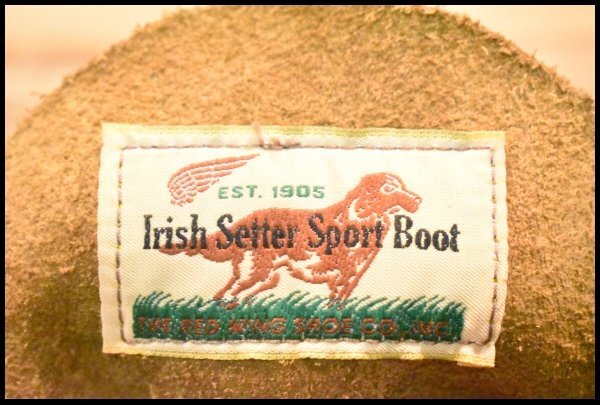 EST. 1905
Irish Setter Sport Boot
THE RED WING SHOE CO., INC.